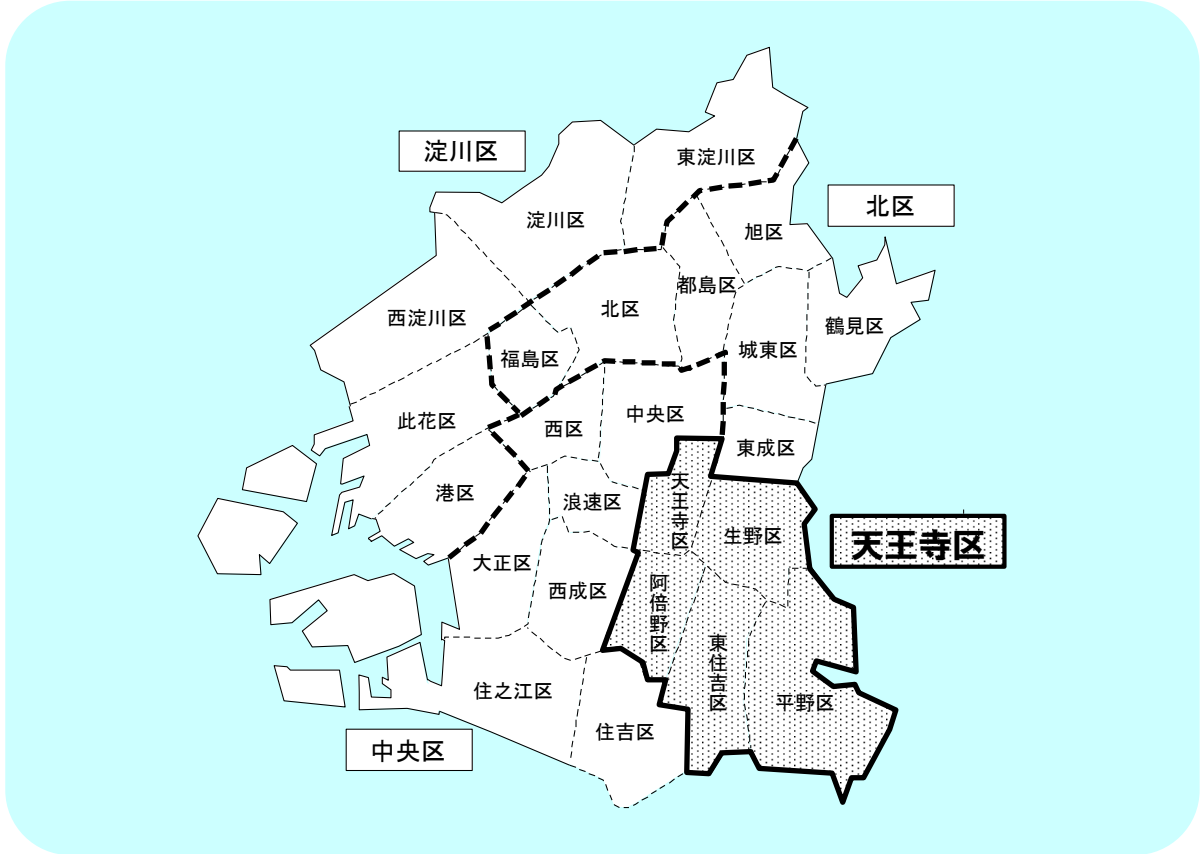 淀川区
東淀川区
北区
淀川区
旭区
都島区
北区
西淀川区
鶴見区
城東区
福島区
此花区
中央区
西区
東成区
港区
浪速区
天王寺区
生野区
天王寺区
大正区
西成区
阿倍野区
東住吉区
住之江区
平野区
住吉区
中央区